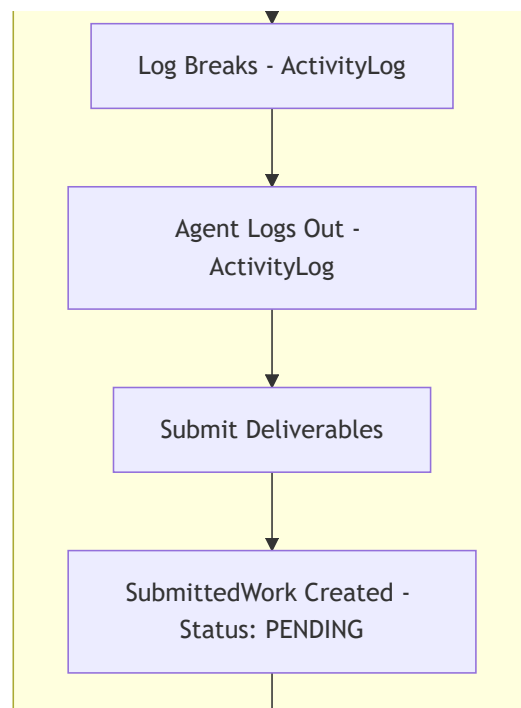 Log Breaks - ActivityLog
Agent Logs Out -
ActivityLog
Submit Deliverables
SubmittedWork Created -
Status: PENDING